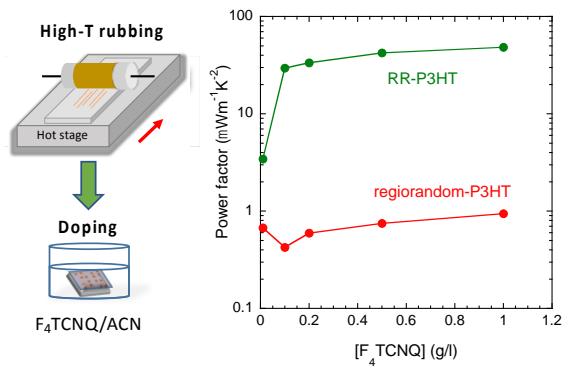 High-T rubbing
Hot stage
Doping
F₄TCNQ/ACN
Power factor (mWm⁻¹K⁻²)
100
10
1
0.1
RR-P3HT
regiorandom-P3HT
0 0.2 0.4 0.6 0.8 1 1.2
[F₄TCNQ] (g/l)